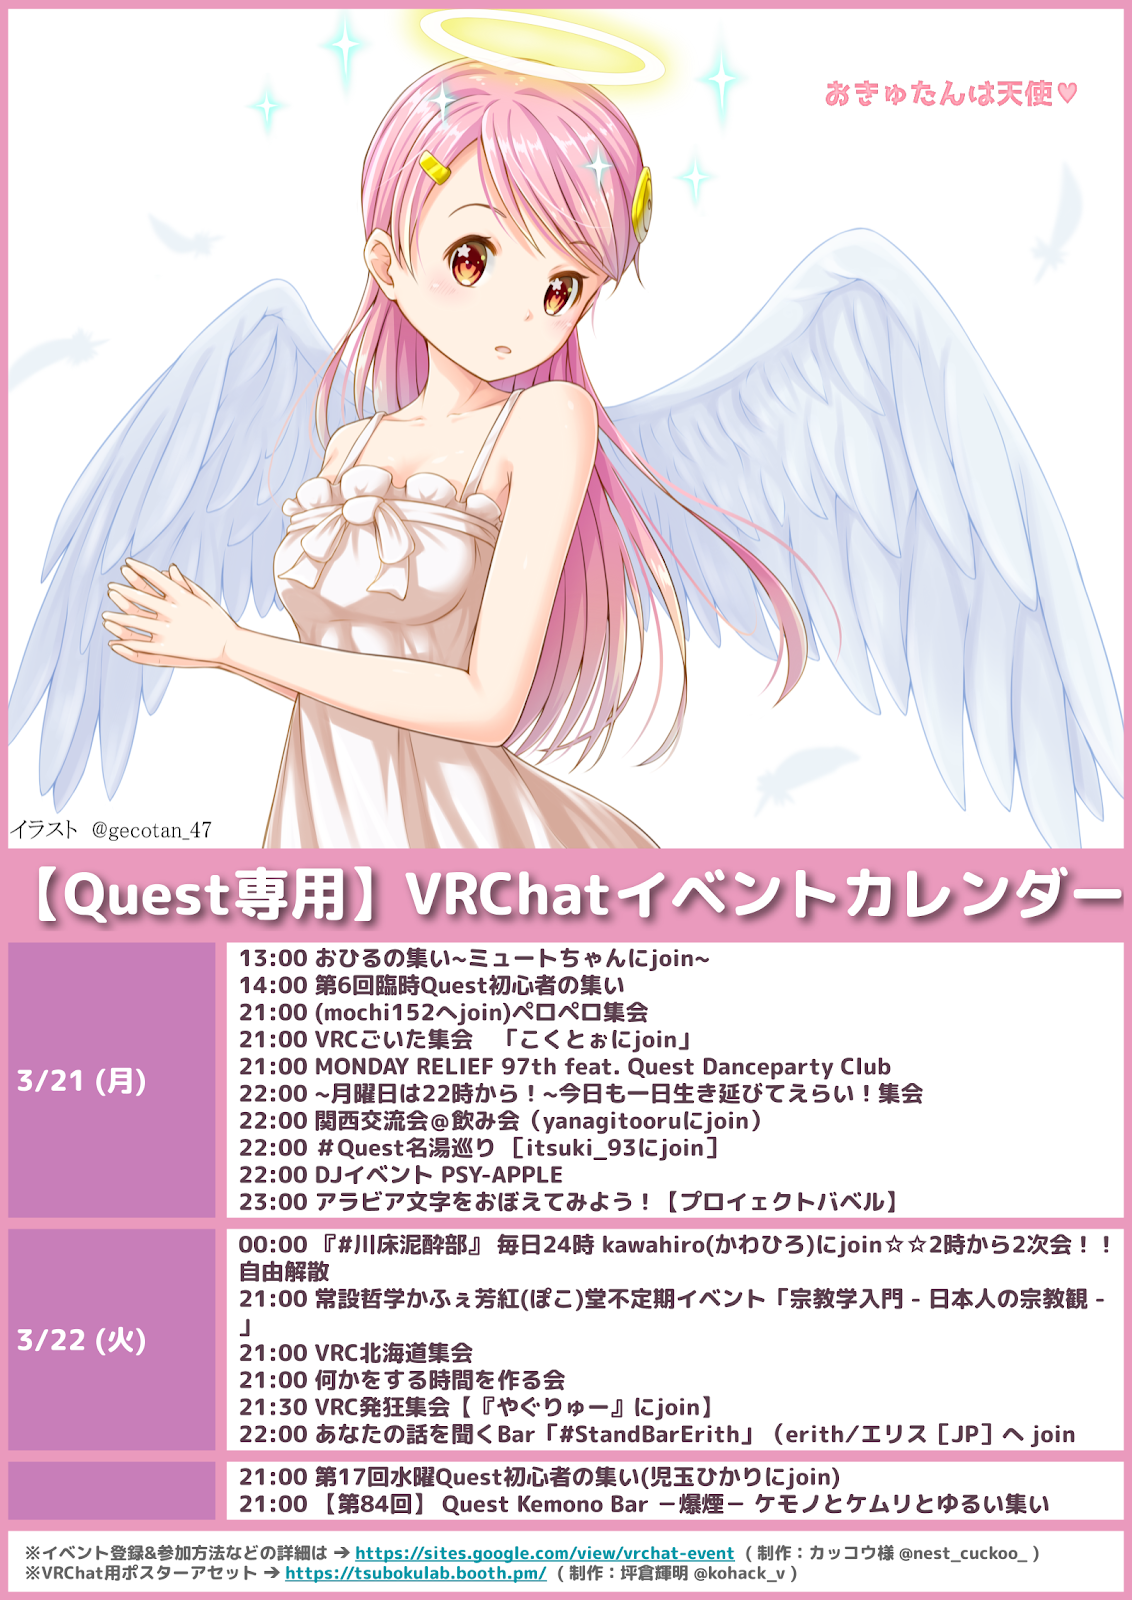 おきゅたんは天使♥
イラスト @gecotan_47
【Quest専用】VRChatイベントカレンダー
3/21 (月)
13:00 おひるの集い~ミュートちゃんにjoin~
14:00 第6回臨時Quest初心者の集い
21:00 (mochi152へjoin)ペロペロ集会
21:00 VRCごいた集会　「こくとぉにjoin」
21:00 MONDAY RELIEF 97th feat. Quest Danceparty Club
22:00 ~月曜日は22時から！~今日も一日生き延びてえらい！集会
22:00 関西交流会＠飲み会（yanagitooruにjoin）
22:00 ＃Quest名湯巡り ［itsuki_93にjoin］
22:00 DJイベント PSY-APPLE
23:00 アラビア文字をおぼえてみよう！【プロイェクトバベル】
3/22 (火)
00:00 『#川床泥酔部』 毎日24時 kawahiro(かわひろ)にjoin☆☆2時から2次会！！
自由解散
21:00 常設哲学かふぇ芳紅(ぽこ)堂不定期イベント「宗教学入門 - 日本人の宗教観 -
」
21:00 VRC北海道集会
21:00 何かをする時間を作る会
21:30 VRC発狂集会【『やぐりゅー』にjoin】
22:00 あなたの話を聞くBar「#StandBarErith」（erith/エリス［JP］へ join
21:00 第17回水曜Quest初心者の集い(児玉ひかりにjoin)
21:00 【第84回】 Quest Kemono Bar －爆煙－ ケモノとケムリとゆるい集い
※イベント登録&参加方法などの詳細は ➔ https://sites.google.com/view/vrchat-event ( 制作：カッコウ様 @nest_cuckoo_ )
※VRChat用ポスターアセット ➔ https://tsubokulab.booth.pm/ ( 制作：坪倉輝明 @kohack_v )